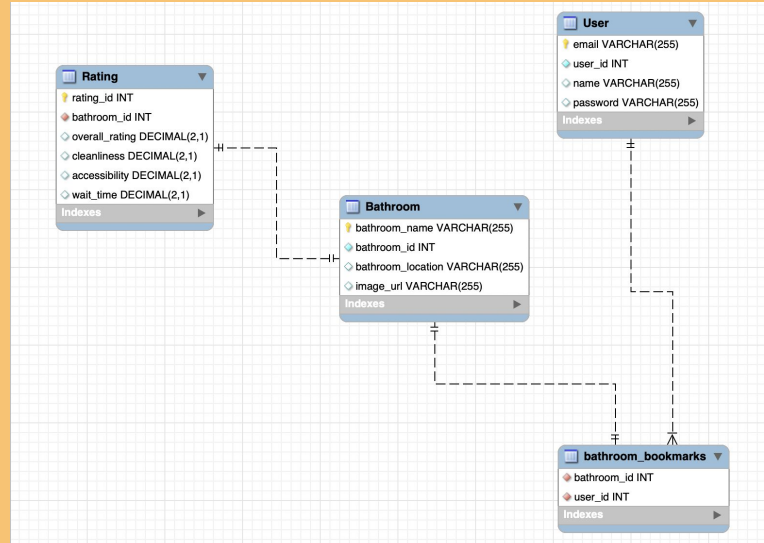 Rating
rating_id INT
bathroom_id INT
overall_rating DECIMAL(2,1)
cleanliness DECIMAL(2,1)
accessibility DECIMAL(2,1)
wait_time DECIMAL(2,1)
Indexes
Bathroom
bathroom_name VARCHAR(255)
bathroom_id INT
bathroom_location VARCHAR(255)
image_url VARCHAR(255)
Indexes
User
email VARCHAR(255)
user_id INT
name VARCHAR(255)
password VARCHAR(255)
Indexes
bathroom_bookmarks
bathroom_id INT
user_id INT
Indexes